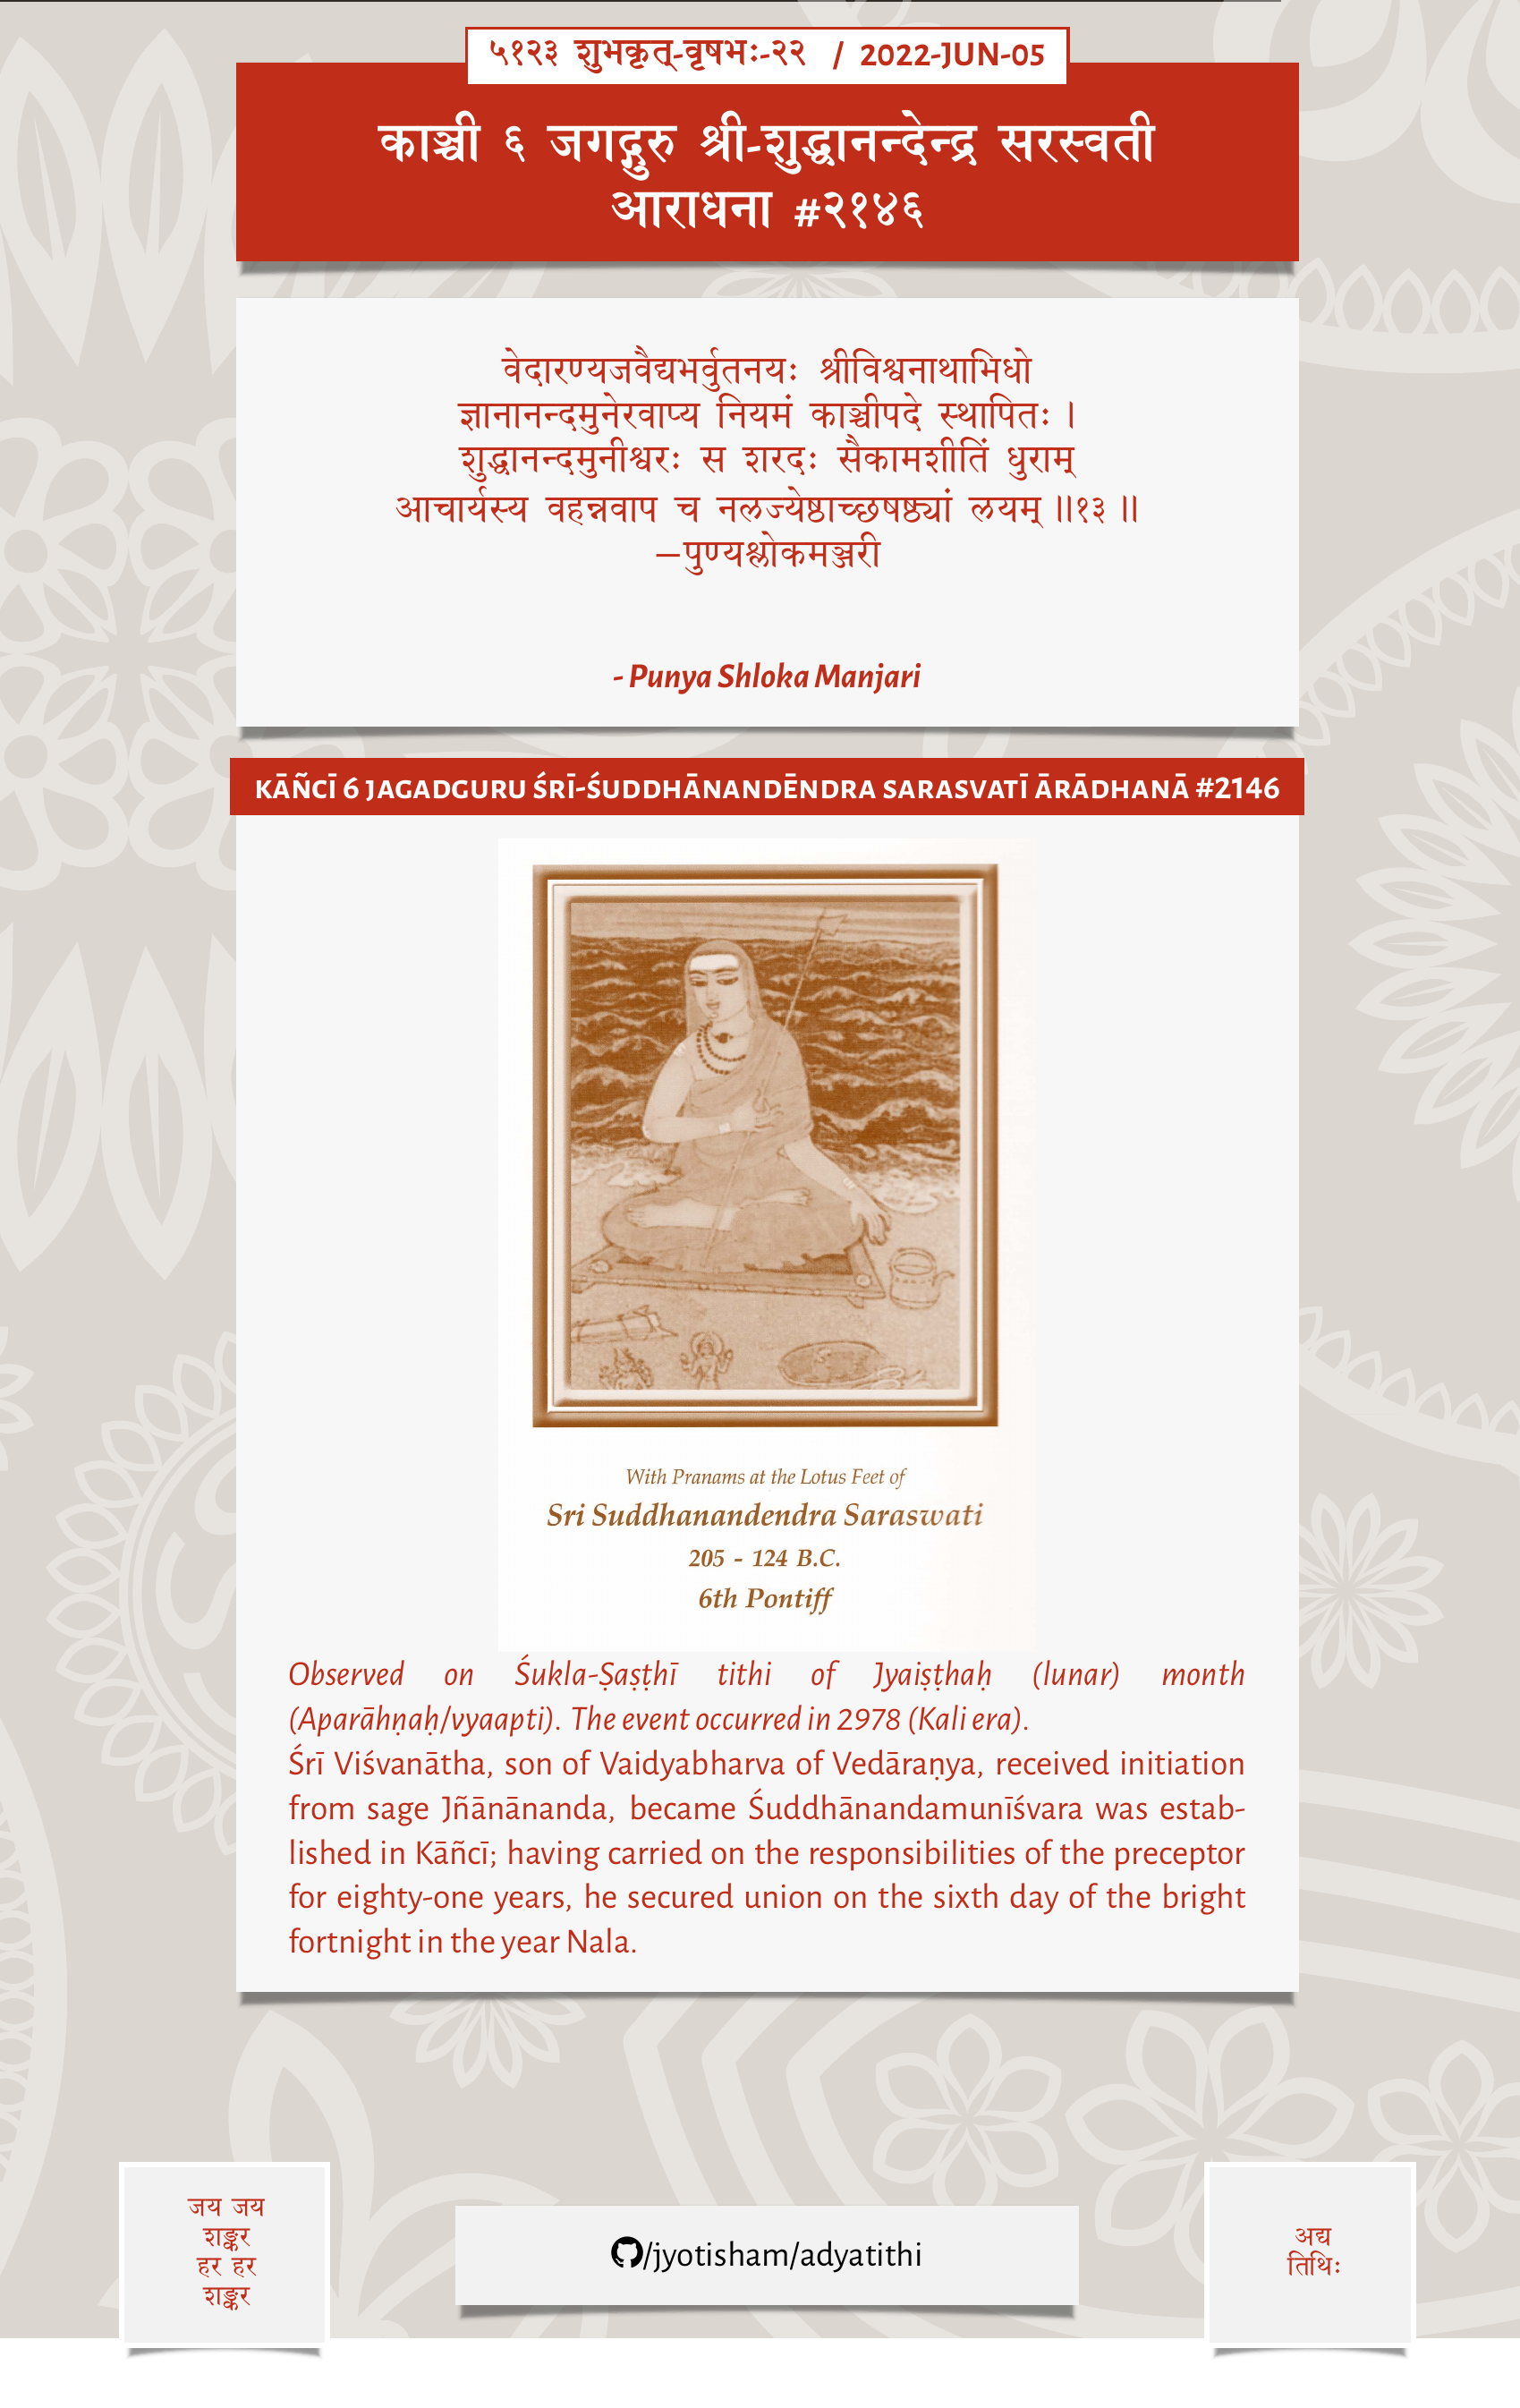 ५१२३ शुभकृत्-वृषभः-२२ / 2022-JUN-05
काञ्ची ६ जगद्गुरु श्री-शुद्धानन्देन्द्र सरस्वती
आराधना #२१४६
वेदारण्यजवैद्यभर्वुतनयः श्रीविश्वनाथाभिधो
ज्ञानानन्दमुनेरवाप्य नियमं काञ्चीपदे स्थापितः ।
शुद्धानन्दमुनीश्वरः स शरदः सैकामशीतिं धुराम्
आचार्यस्य वहन्नवाप च नलज्येष्ठाच्छषष्ठ्यां लयम् ॥१३॥
—पुण्यश्लोकमञ्जरी
- Punya Shloka Manjari
KĀÑCĪ 6 JAGADGURU ŚRĪ-ŚUDDHĀNANDĒNDRA SARASVATĪ ĀRĀDHANĀ #2146
With Pranams at the Lotus Feet of
Sri Suddhanandendra Saraswati
205 - 124 B.C.
6th Pontiff
Observed on Śukla-Ṣaṣṭhī tithi of Jyaiṣṭhaḥ (lunar) month
(Aparāhṇaḥ/vyaapti). The event occurred in 2978 (Kali era).
Śrī Viśvanātha, son of Vaidyabharva of Vedāraṇya, received initiation
from sage Jñānānanda, became Śuddhānandamunīśvara was estab-
lished in Kāñcī; having carried on the responsibilities of the preceptor
for eighty-one years, he secured union on the sixth day of the bright
fortnight in the year Nala.
जय जय
शङ्कर
हर हर
शङ्कर
/jyotisham/adyatithi
अद्य
तिथिः